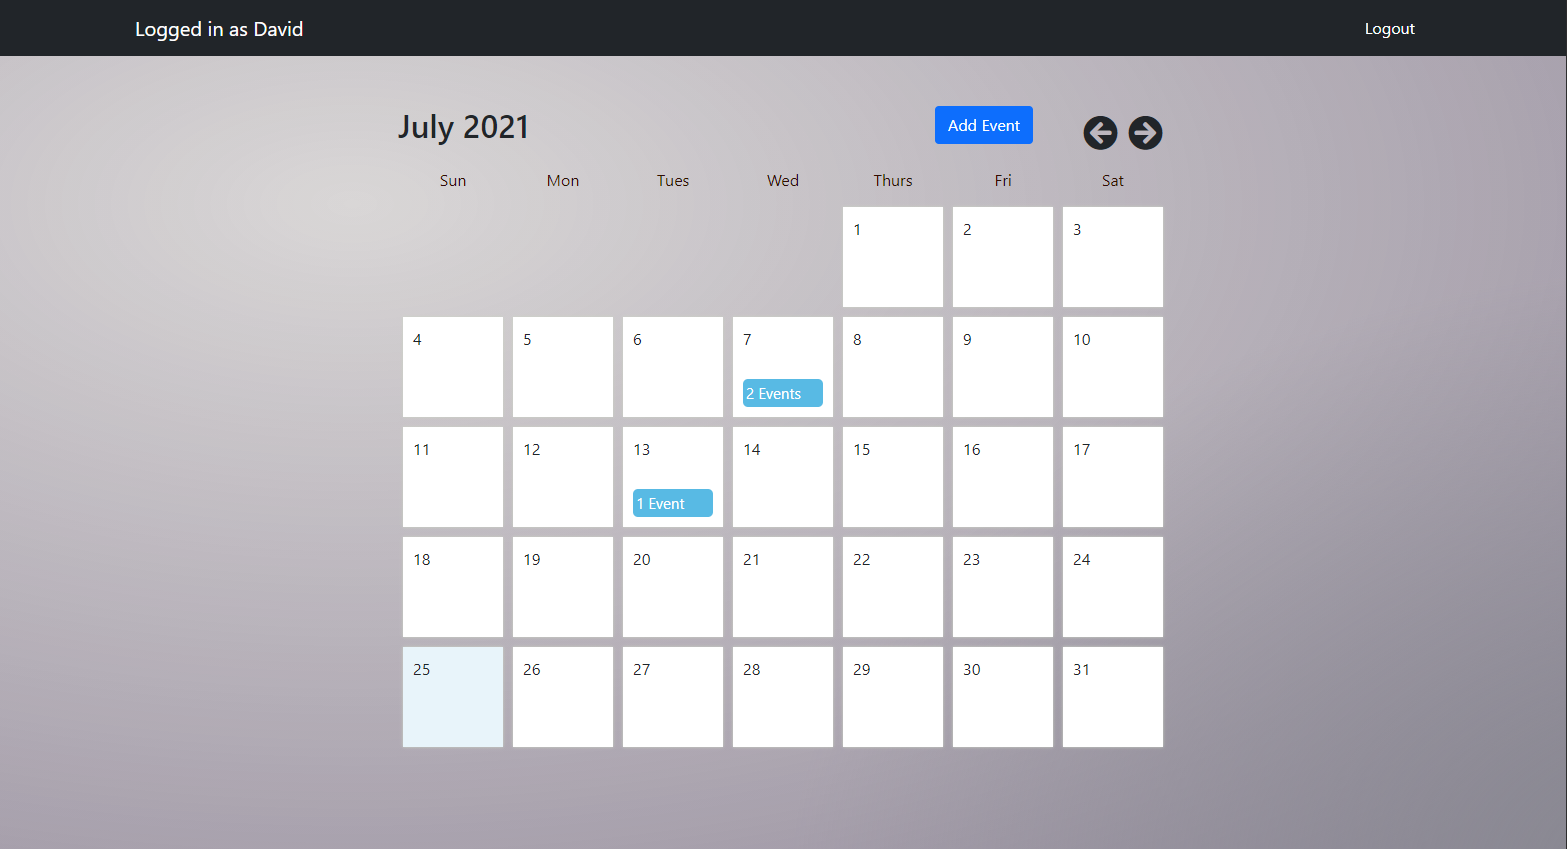 Logged in as David Logout
July 2021 Add Event
Sun Mon Tues Wed Thurs Fri Sat
1 2 3
4 5 6 7 8 9 10
2 Events
11 12 13 14 15 16 17
1 Event
18 19 20 21 22 23 24
25 26 27 28 29 30 31